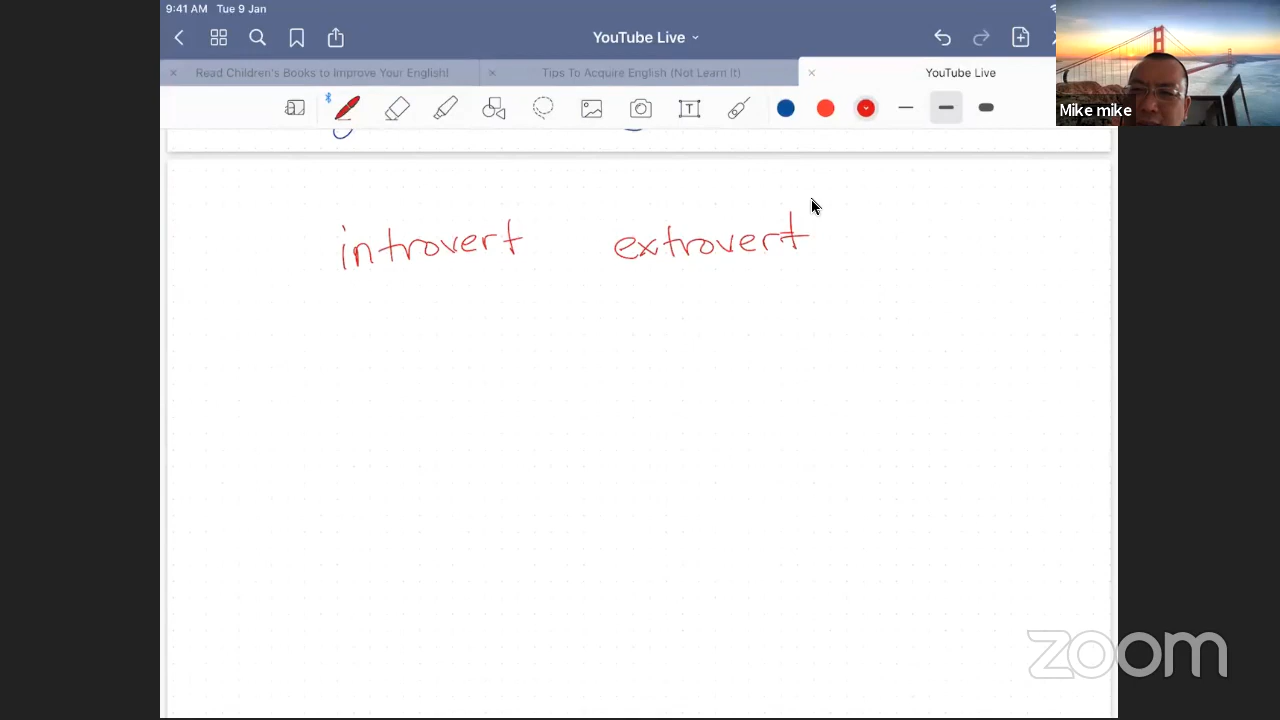 9:41 AM Tue 9 Jan
YouTube Live
Read Children's Books to Improve Your English!
Tips To Acquire English (Not Learn It)
YouTube Live
Mike mike
introvert extrovert
zoom